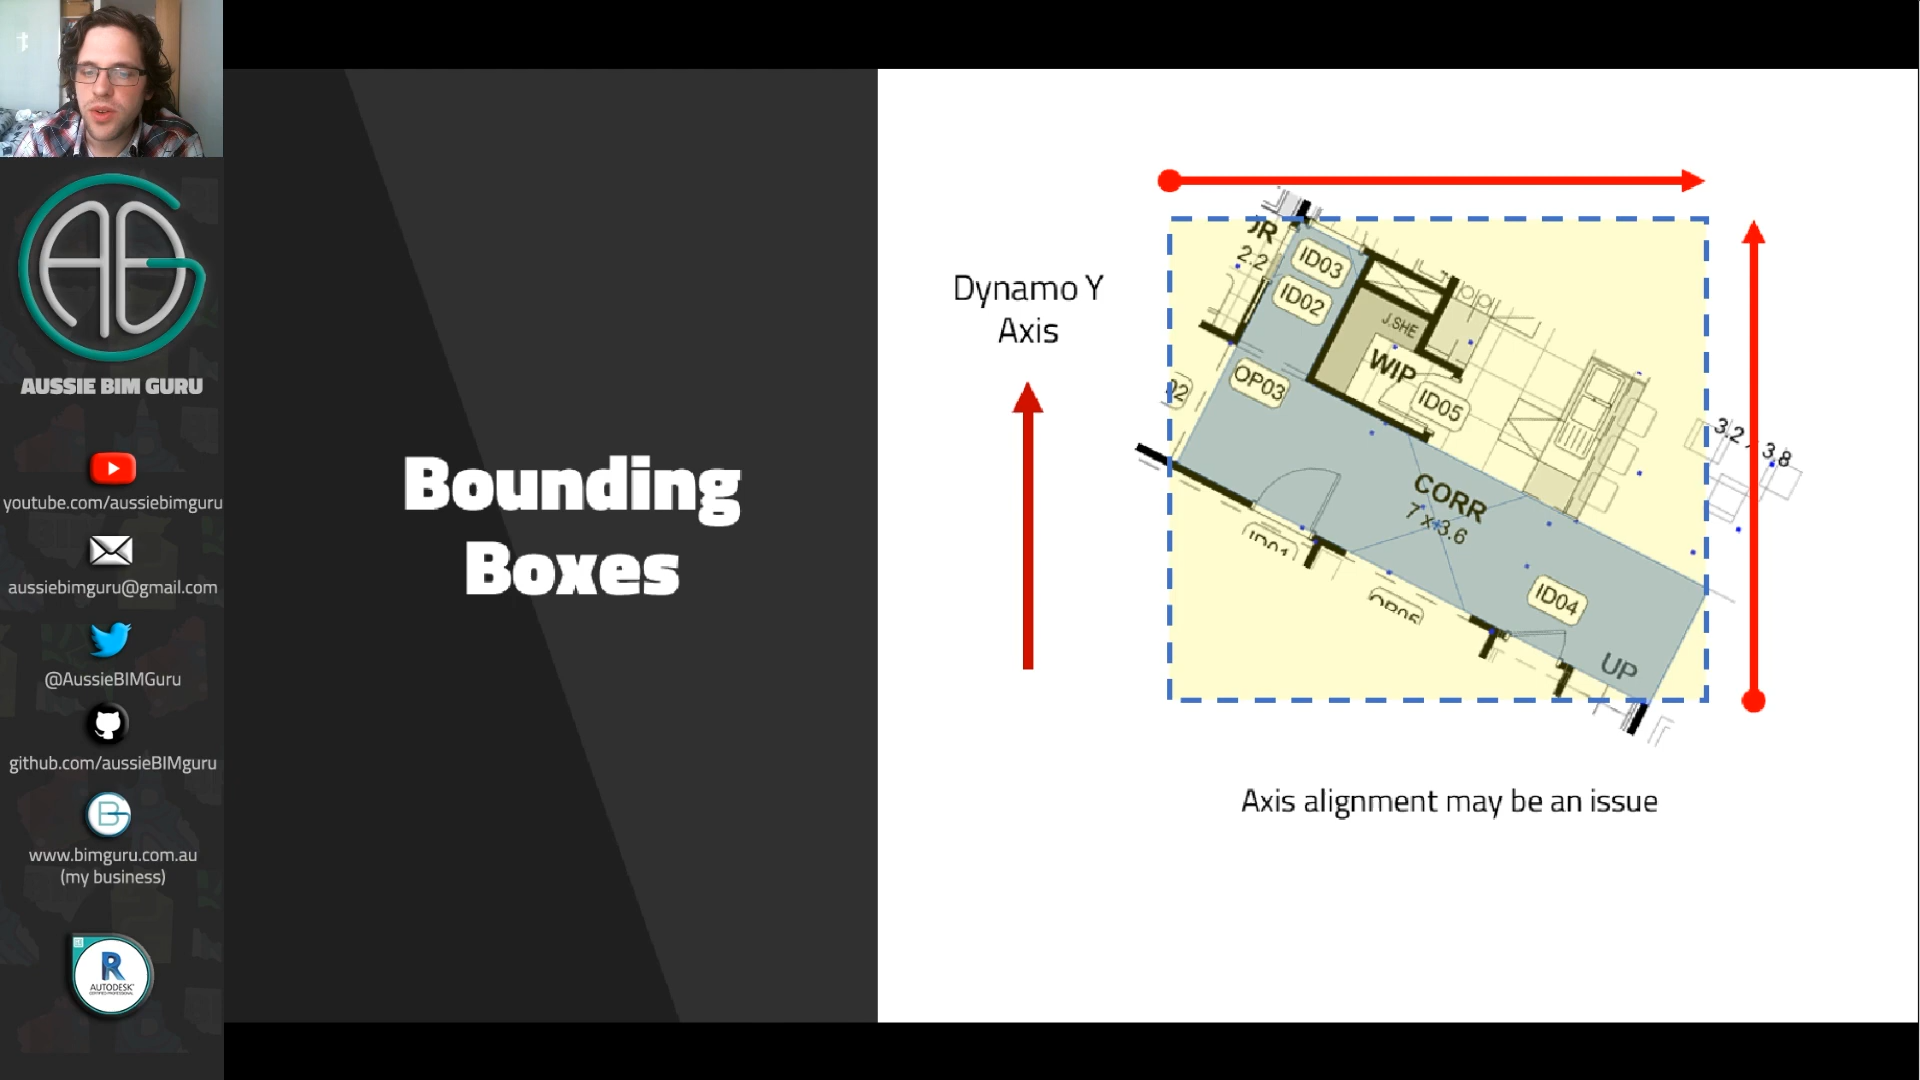 AUSSIE BIM GURU
youtube.com/aussiebimguru
aussiebimguru@gmail.com
@AussieBIMGuru
github.com/aussieBIMguru
www.bimguru.com.au
(my business)
R
AUTODESK
Bounding
Boxes
Dynamo Y
Axis
2.2
ID03
ID02
J.SHE
WIP
OP03
ID05
3.2 x 3.8
CORR
7 x 3.6
ID04
UP
Axis alignment may be an issue